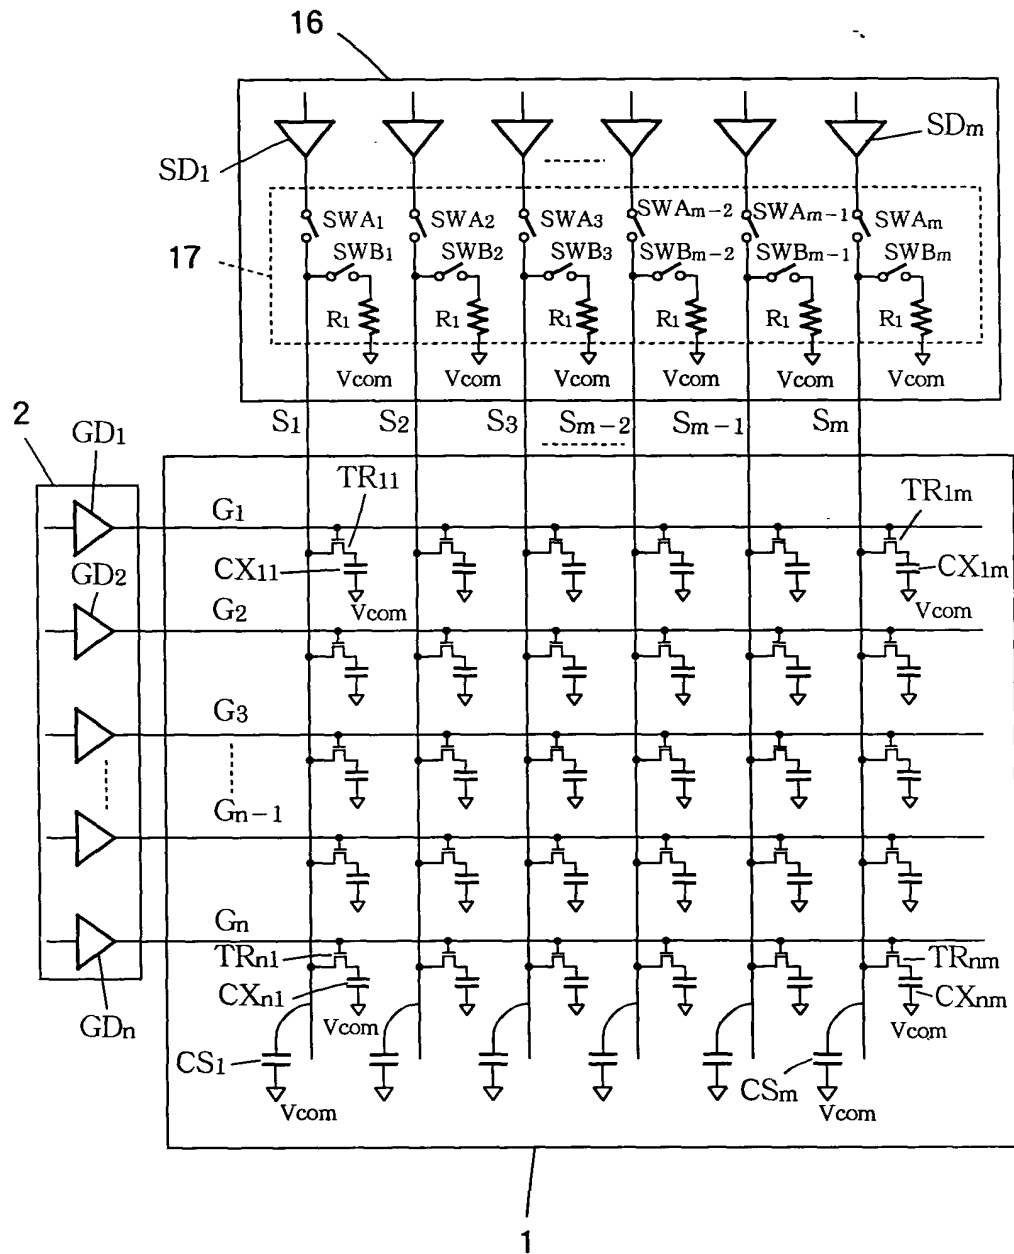 16
SD1
SDm
SWA1 SWA2 SWA3 SWAm-2 SWAm-1 SWAm
17
SWB1 SWB2 SWB3 SWBm-2 SWBm-1 SWBm
R1 R1 R1 R1 R1 R1
Vcom Vcom Vcom Vcom Vcom Vcom
S1 S2 S3 Sm-2 Sm-1 Sm
2
GD1
TR11
TR1m
G1
CX11
CX1m
GD2
Vcom
Vcom
G2
G3
Gn-1
Gn
TRn1
TRnm
CXn1
CXnm
GDn
Vcom
Vcom
CS1
CSm
Vcom
Vcom
1